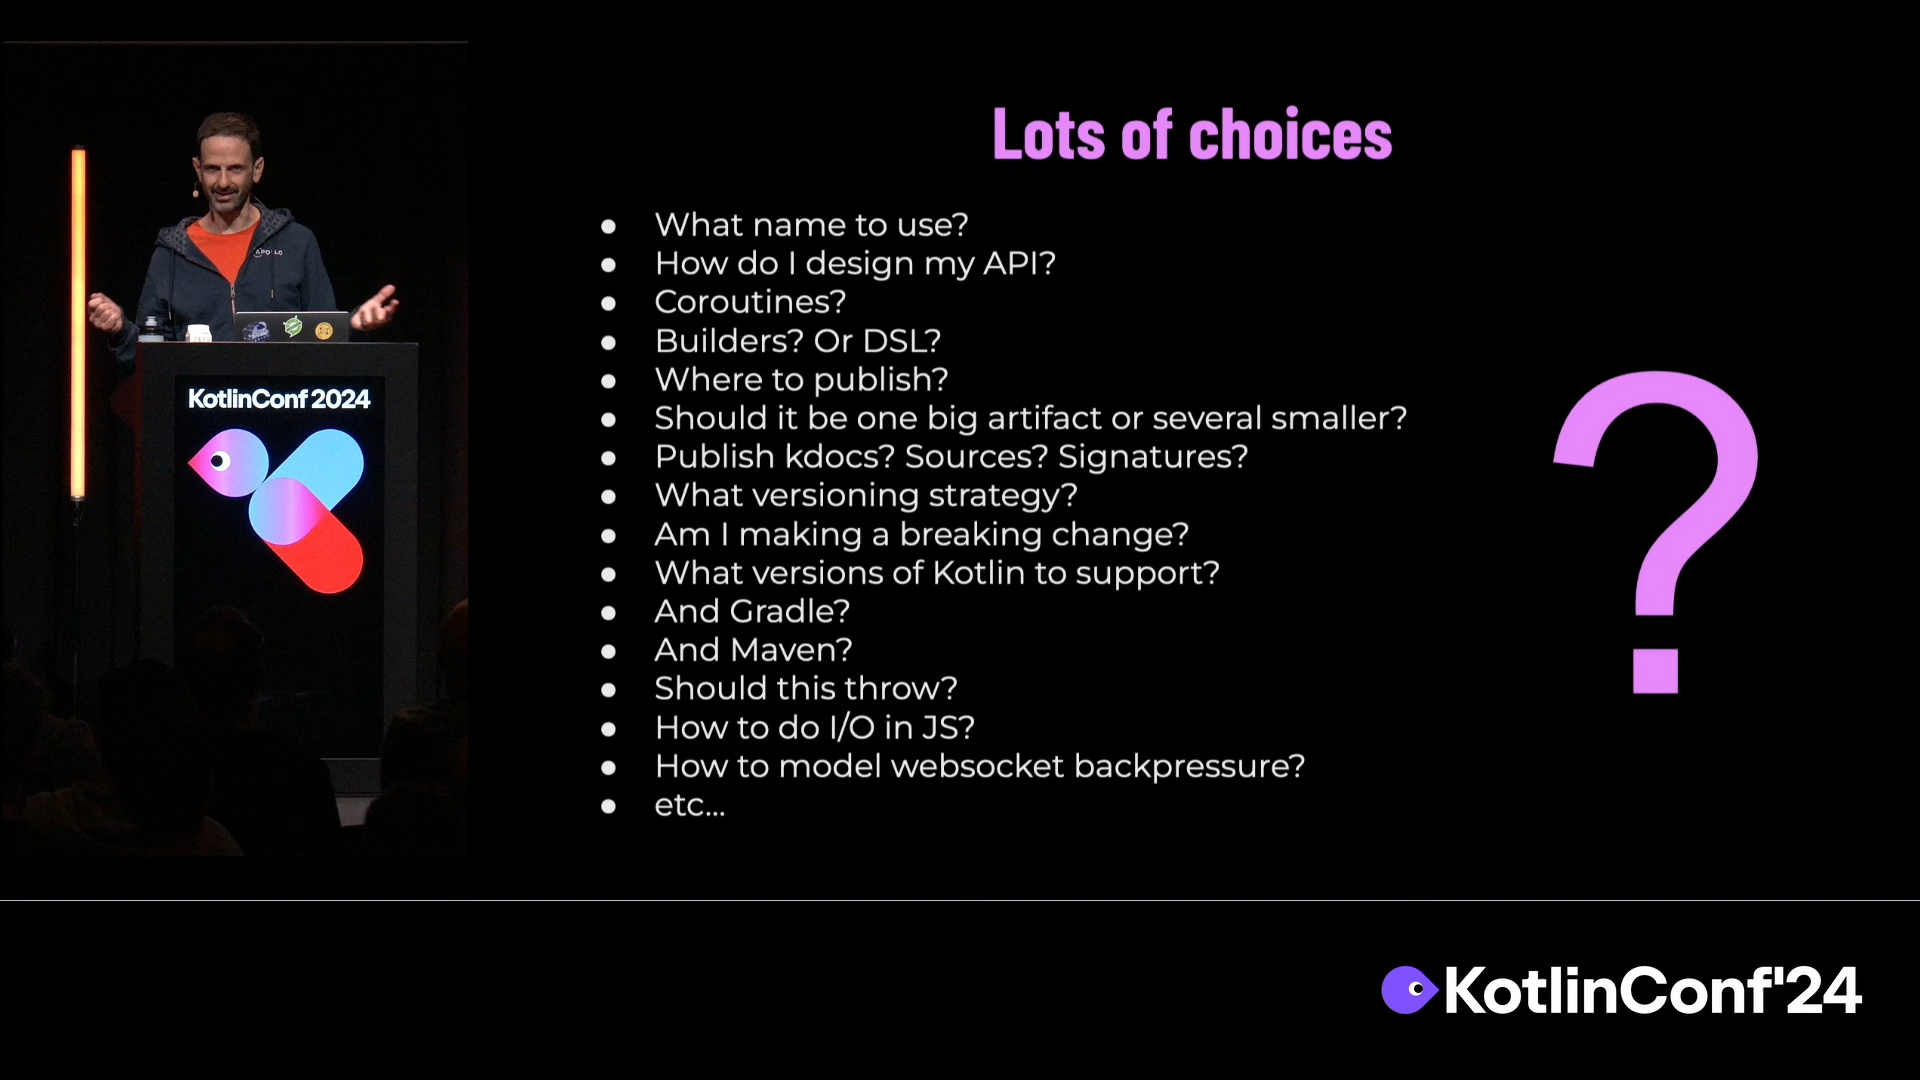 Lots of choices
What name to use?
How do I design my API?
Coroutines?
Builders? Or DSL?
Where to publish?
Should it be one big artifact or several smaller?
Publish kdocs? Sources? Signatures?
What versioning strategy?
Am I making a breaking change?
What versions of Kotlin to support?
And Gradle?
And Maven?
Should this throw?
How to do I/O in JS?
How to model websocket backpressure?
etc...
?
APOLLO
KotlinConf 2024
KotlinConf'24